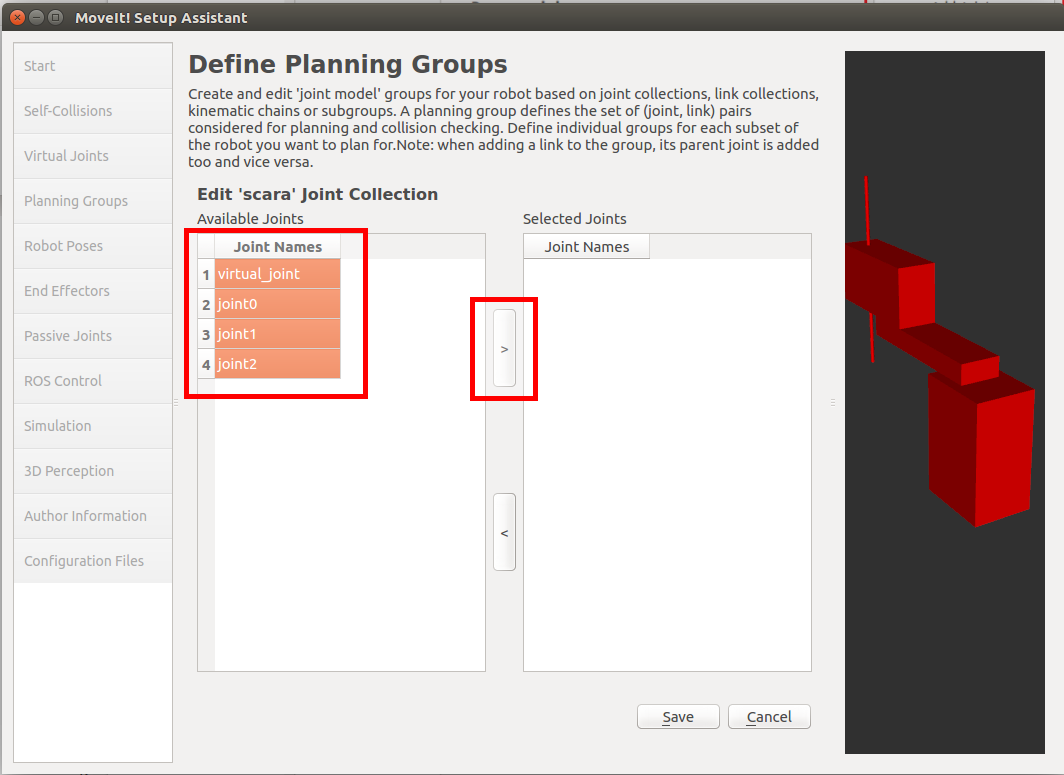 MoveIt! Setup Assistant
Start
Self-Collisions
Virtual Joints
Planning Groups
Robot Poses
End Effectors
Passive Joints
ROS Control
Simulation
3D Perception
Author Information
Configuration Files
Define Planning Groups
Create and edit 'joint model' groups for your robot based on joint collections, link collections,
kinematic chains or subgroups. A planning group defines the set of (joint, link) pairs
considered for planning and collision checking. Define individual groups for each subset of
the robot you want to plan for.Note: when adding a link to the group, its parent joint is added
too and vice versa.
Edit 'scara' Joint Collection
Available Joints
Joint Names
1 virtual_joint
2 joint0
3 joint1
4 joint2
>
<
Selected Joints
Joint Names
Save
Cancel